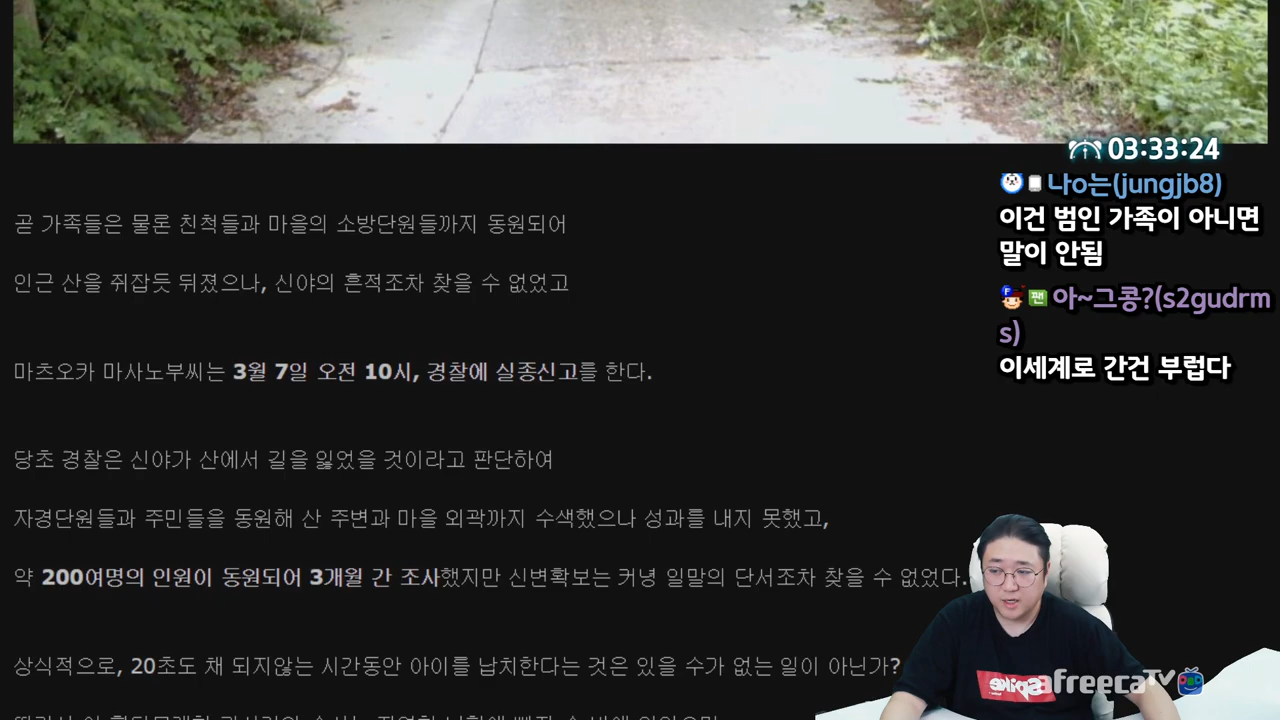 03:33:24
나o는(jungjb8)
이건 범인 가족이 아니면
말이 안됨
팬 아~그콩?(s2gudrm
s)
이세계로 간건 부럽다
곧 가족들은 물론 친척들과 마을의 소방단원들까지 동원되어
인근 산을 쥐잡듯 뒤졌으나, 신야의 흔적조차 찾을 수 없었고
마츠오카 마사노부씨는 3월 7일 오전 10시, 경찰에 실종신고를 한다.
당초 경찰은 신야가 산에서 길을 잃었을 것이라고 판단하여
자경단원들과 주민들을 동원해 산 주변과 마을 외곽까지 수색했으나 성과를 내지 못했고,
약 200여명의 인원이 동원되어 3개월 간 조사했지만 신변확보는 커녕 일말의 단서조차 찾을 수 없었다.
상식적으로, 20초도 채 되지않는 시간동안 아이를 납치한다는 것은 있을 수가 없는 일이 아닌가?
afreecaTV